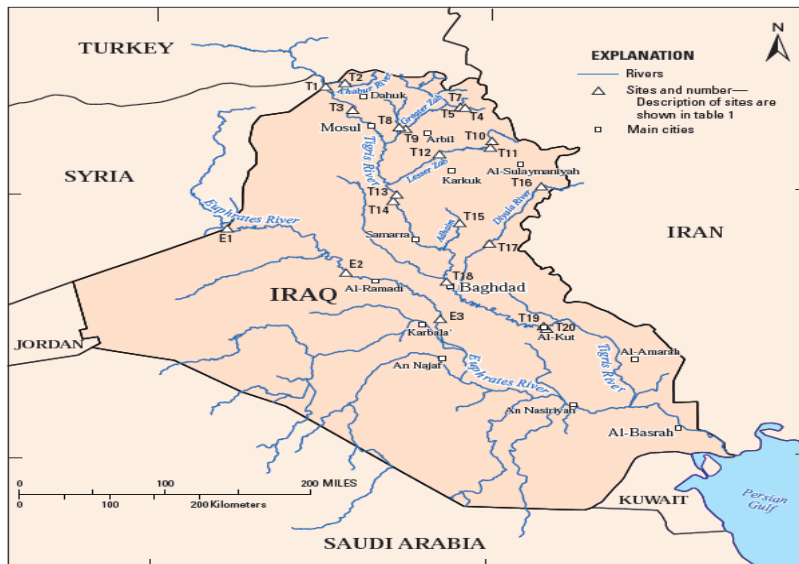 TURKEY
SYRIA
IRAQ
IRAN
JORDAN
SAUDI ARABIA
KUWAIT
Persian
Gulf
N
EXPLANATION
Rivers
Sites and number—
Description of sites are
shown in table 1
Main cities
T1
T2
Khabur River
Dahuk
T3
Mosul
T7
T5
T4
Greater Zab
T8
T9
Arbil
T10
T11
T12
Lesser Zab
Karkuk
Al-Sulaymaniyah
T16
Tigris River
T13
T14
Samarra
Adhaim
T15
Diyala River
T17
Euphrates River
E1
E2
Al-Ramadi
T18
Baghdad
E3
Karbala'
T19
T20
Al-Kut
Tigris River
Al-Amarah
An Najaf
Euphrates River
An Nasiriyah
Al-Basrah
0 100 200 MILES
0 100 200 Kilometers